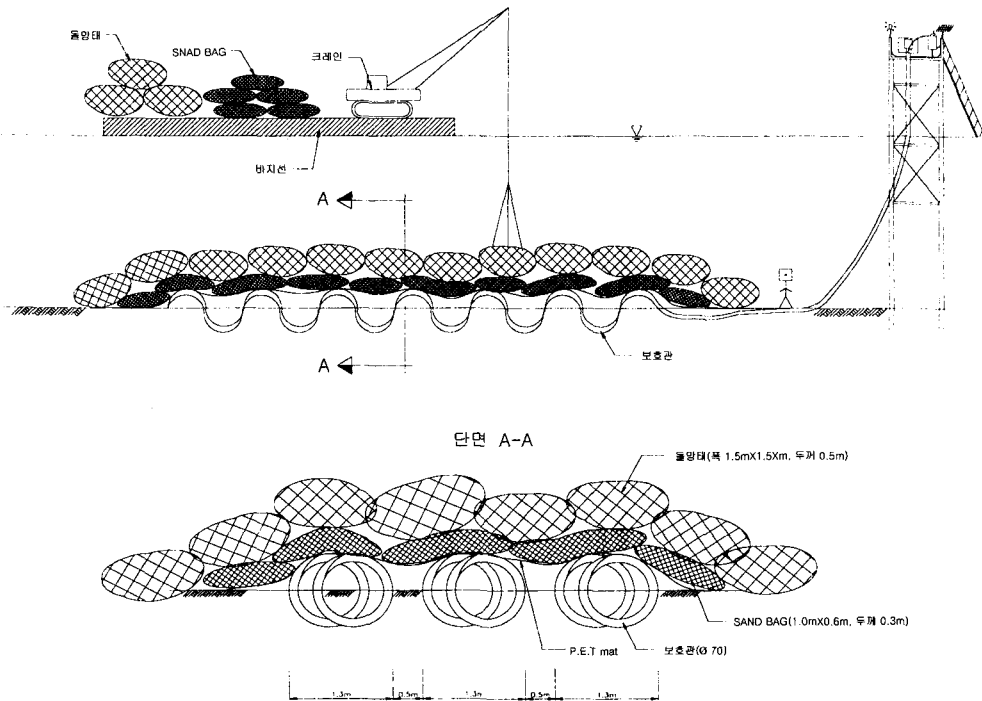 돌망태
SNAD BAG
크레인
바지선
A
A
보호관
단면 A-A
돌망태(폭 1.5mX1.5Xm, 두꺼 0.5m)
SAND BAG(1.0mX0.6m, 두께 0.3m)
P.E.T mat
보호관(Ø 70)
1.3m
0.5m
1.3m
0.5m
1.3m